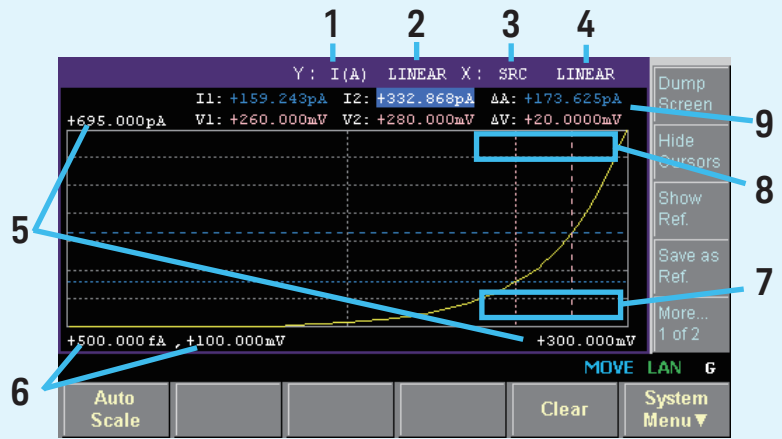 1 2 3 4
Y: I(A) LINEAR X: SRC LINEAR
I1: +159.243pA I2: +332.868pA ΔA: +173.625pA
+695.000pA V1: +260.000mV V2: +280.000mV ΔV: +20.0000mV
9
8
5
7
6
+500.000fA , +100.000mV +300.000mV
Dump
Screen
Hide
Cursors
Show
Ref.
Save as
Ref.
More...
1 of 2
MOVE LAN G
Auto
Scale
Clear
System
Menu▼